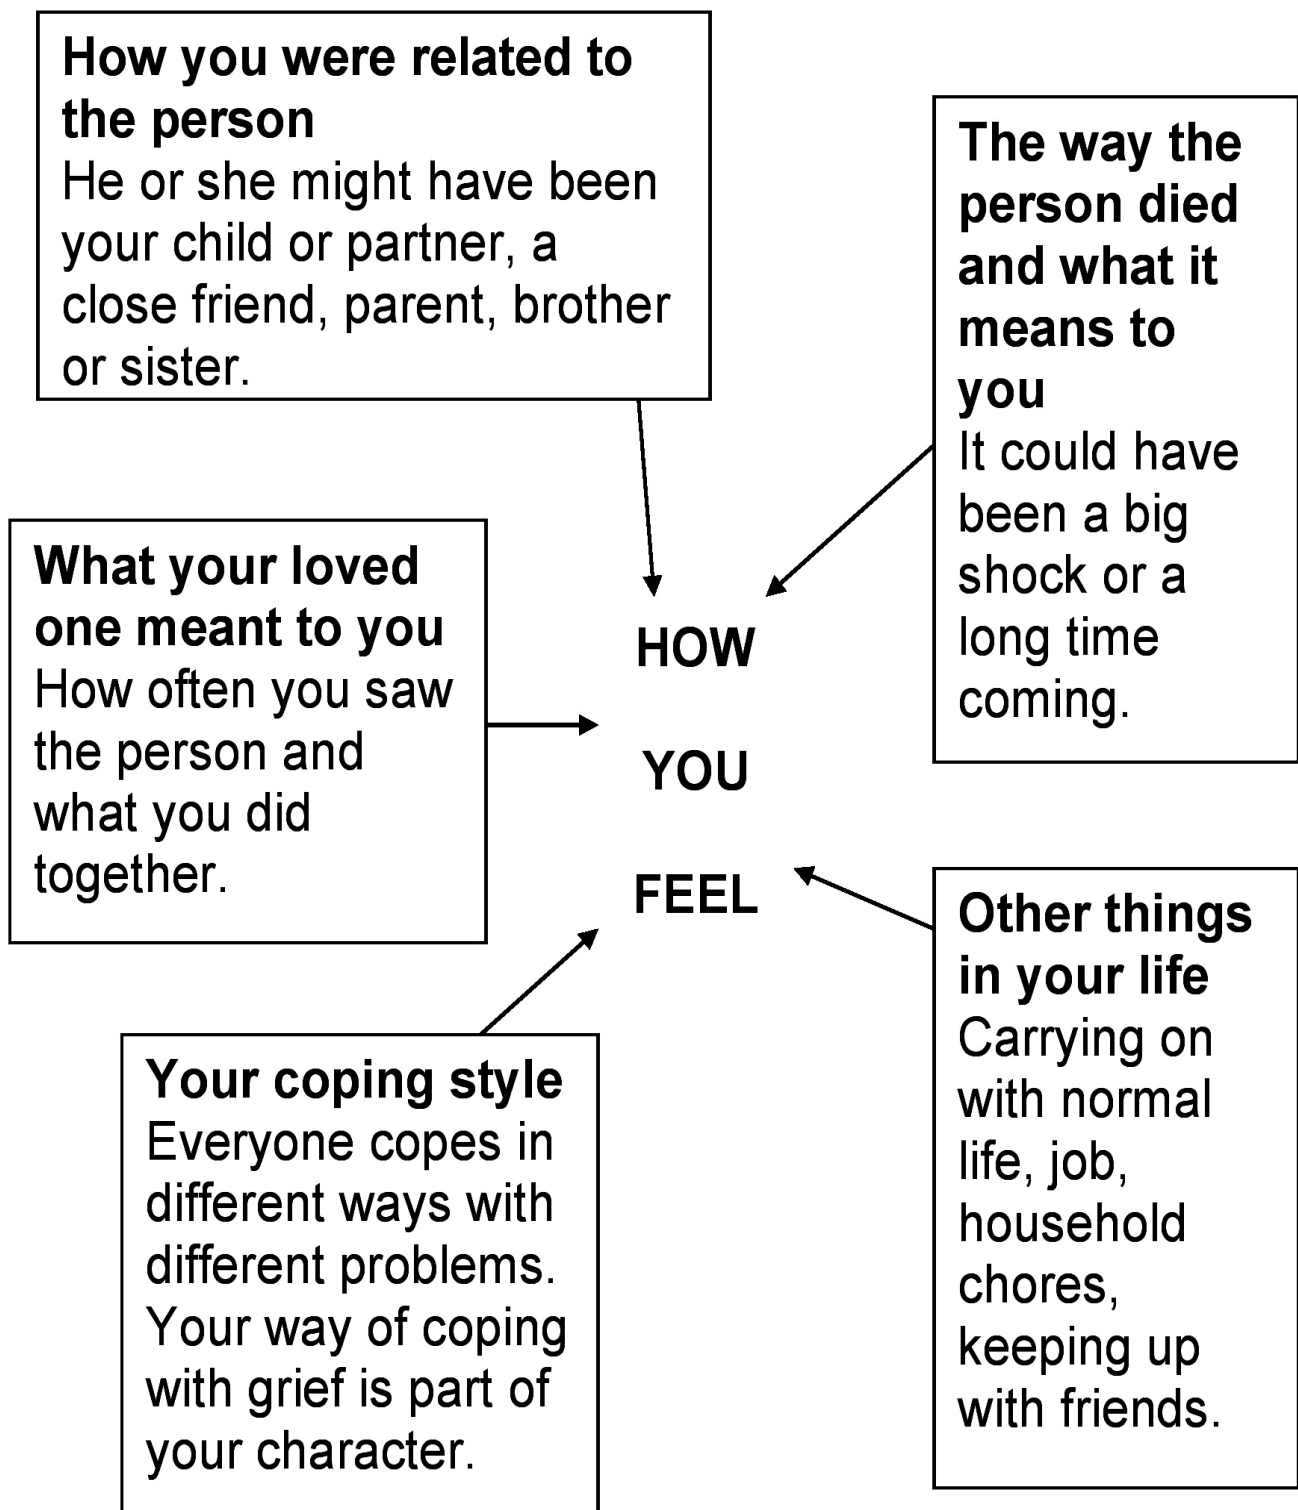 How you were related to
the person
He or she might have been
your child or partner, a
close friend, parent, brother
or sister.
The way the
person died
and what it
means to
you
It could have
been a big
shock or a
long time
coming.
What your loved
one meant to you
How often you saw
the person and
what you did
together.
HOW
YOU
FEEL
Your coping style
Everyone copes in
different ways with
different problems.
Your way of coping
with grief is part of
your character.
Other things
in your life
Carrying on
with normal
life, job,
household
chores,
keeping up
with friends.